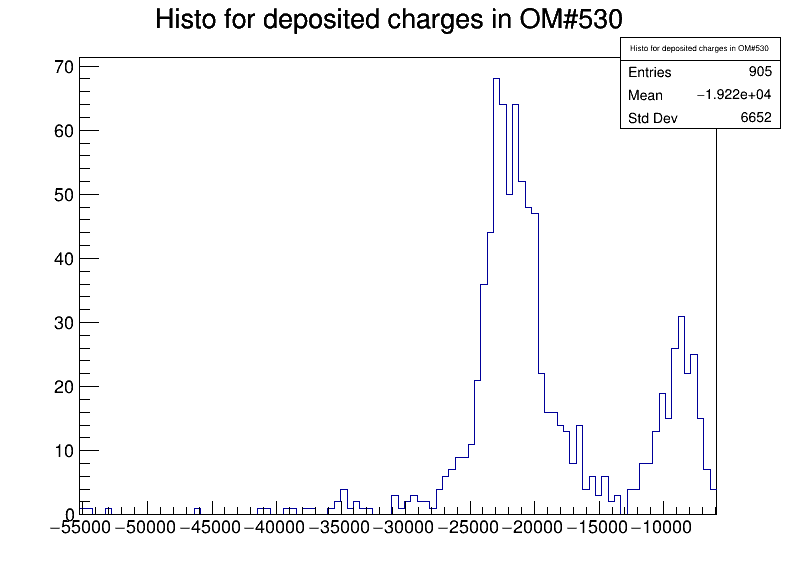 Histo for deposited charges in OM#530
Histo for deposited charges in OM#530
Entries 905
Mean −1.922e+04
Std Dev 6652
70
60
50
40
30
20
10
0
−55000 −50000 −45000 −40000 −35000 −30000 −25000 −20000 −15000 −10000